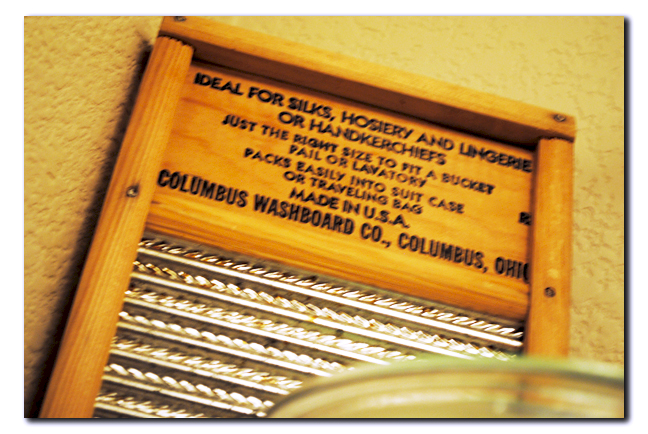 IDEAL FOR SILKS, HOSIERY AND LINGERIE
OR HANDKERCHIEFS
JUST THE RIGHT SIZE TO FIT A BUCKET
PAIL OR LAVATORY
PACKS EASILY INTO SUIT CASE
OR TRAVELING BAG
MADE IN U.S.A.
COLUMBUS WASHBOARD CO., COLUMBUS, OHIO